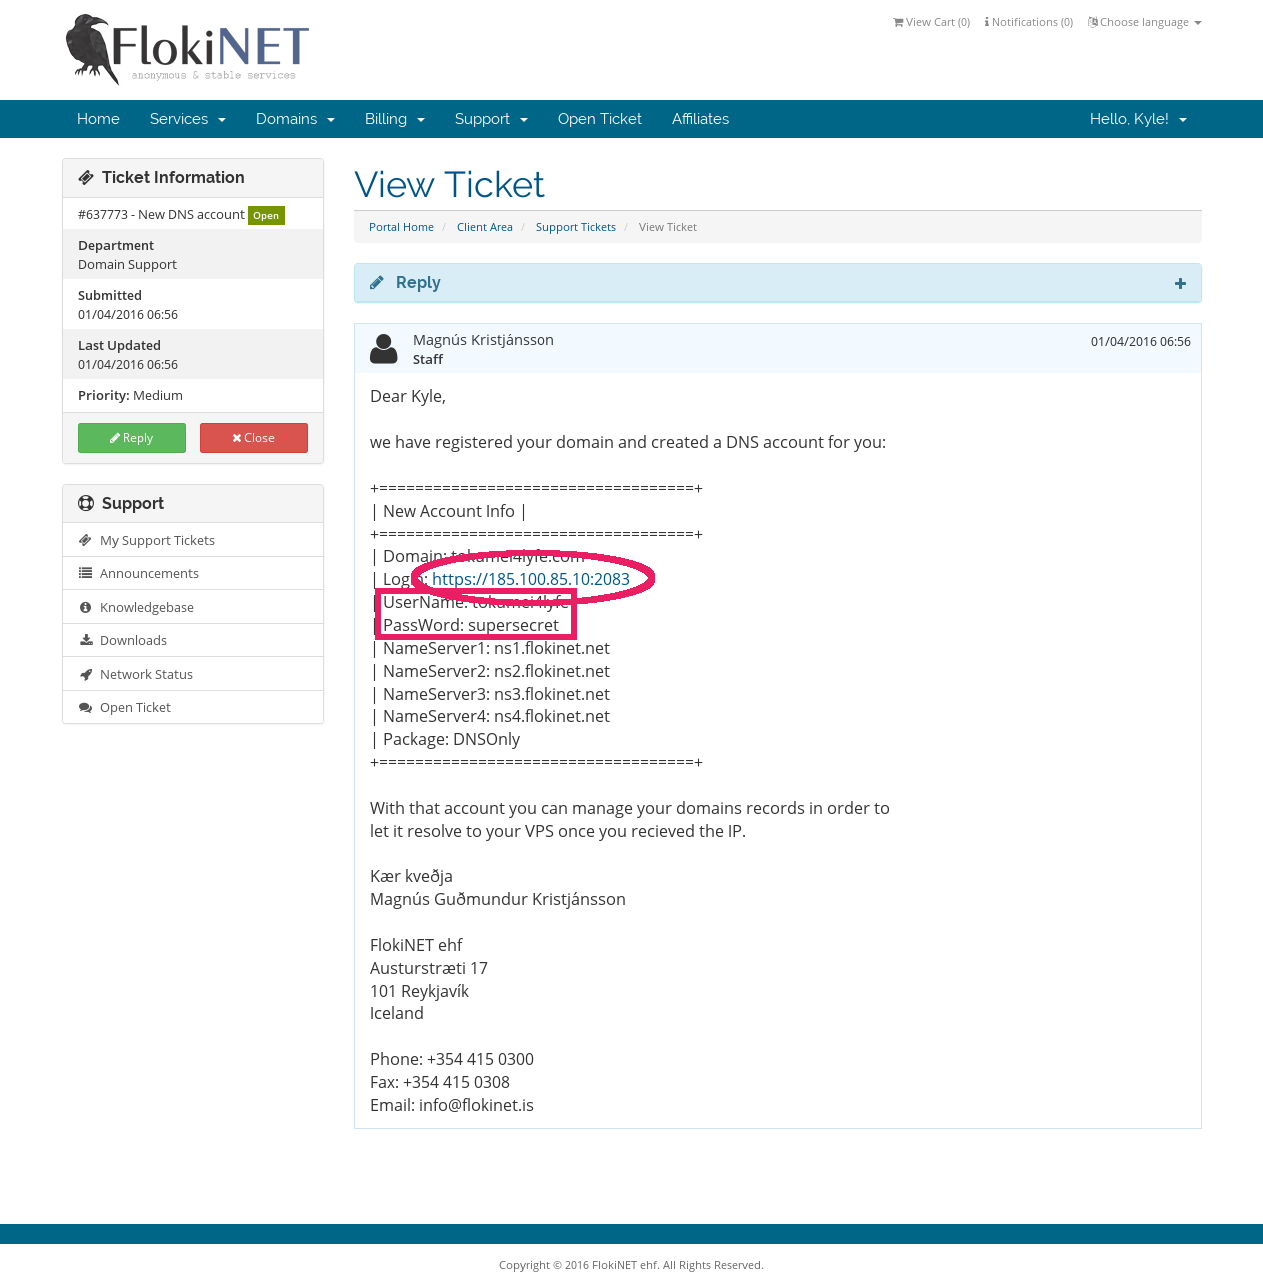 FlokiNET
anonymous & stable services
View Cart (0) Notifications (0) Choose language
Home Services Domains Billing Support Open Ticket Affiliates Hello, Kyle!
Ticket Information
#637773 - New DNS account Open
Department
Domain Support
Submitted
01/04/2016 06:56
Last Updated
01/04/2016 06:56
Priority: Medium
Reply Close
Support
My Support Tickets
Announcements
Knowledgebase
Downloads
Network Status
Open Ticket
View Ticket
Portal Home / Client Area / Support Tickets / View Ticket
Reply
Magnús Kristjánsson 01/04/2016 06:56
Staff
Dear Kyle,
we have registered your domain and created a DNS account for you:
+===================================+
| New Account Info |
+===================================+
| Domain: tokumei4lyfe.com
| Login: https://185.100.85.10:2083
| UserName: tokumei4lyfe
| PassWord: supersecret
| NameServer1: ns1.flokinet.net
| NameServer2: ns2.flokinet.net
| NameServer3: ns3.flokinet.net
| NameServer4: ns4.flokinet.net
| Package: DNSOnly
+===================================+
With that account you can manage your domains records in order to
let it resolve to your VPS once you recieved the IP.
Kær kveðja
Magnús Guðmundur Kristjánsson
FlokiNET ehf
Austurstræti 17
101 Reykjavík
Iceland
Phone: +354 415 0300
Fax: +354 415 0308
Email: info@flokinet.is
Copyright © 2016 FlokiNET ehf. All Rights Reserved.